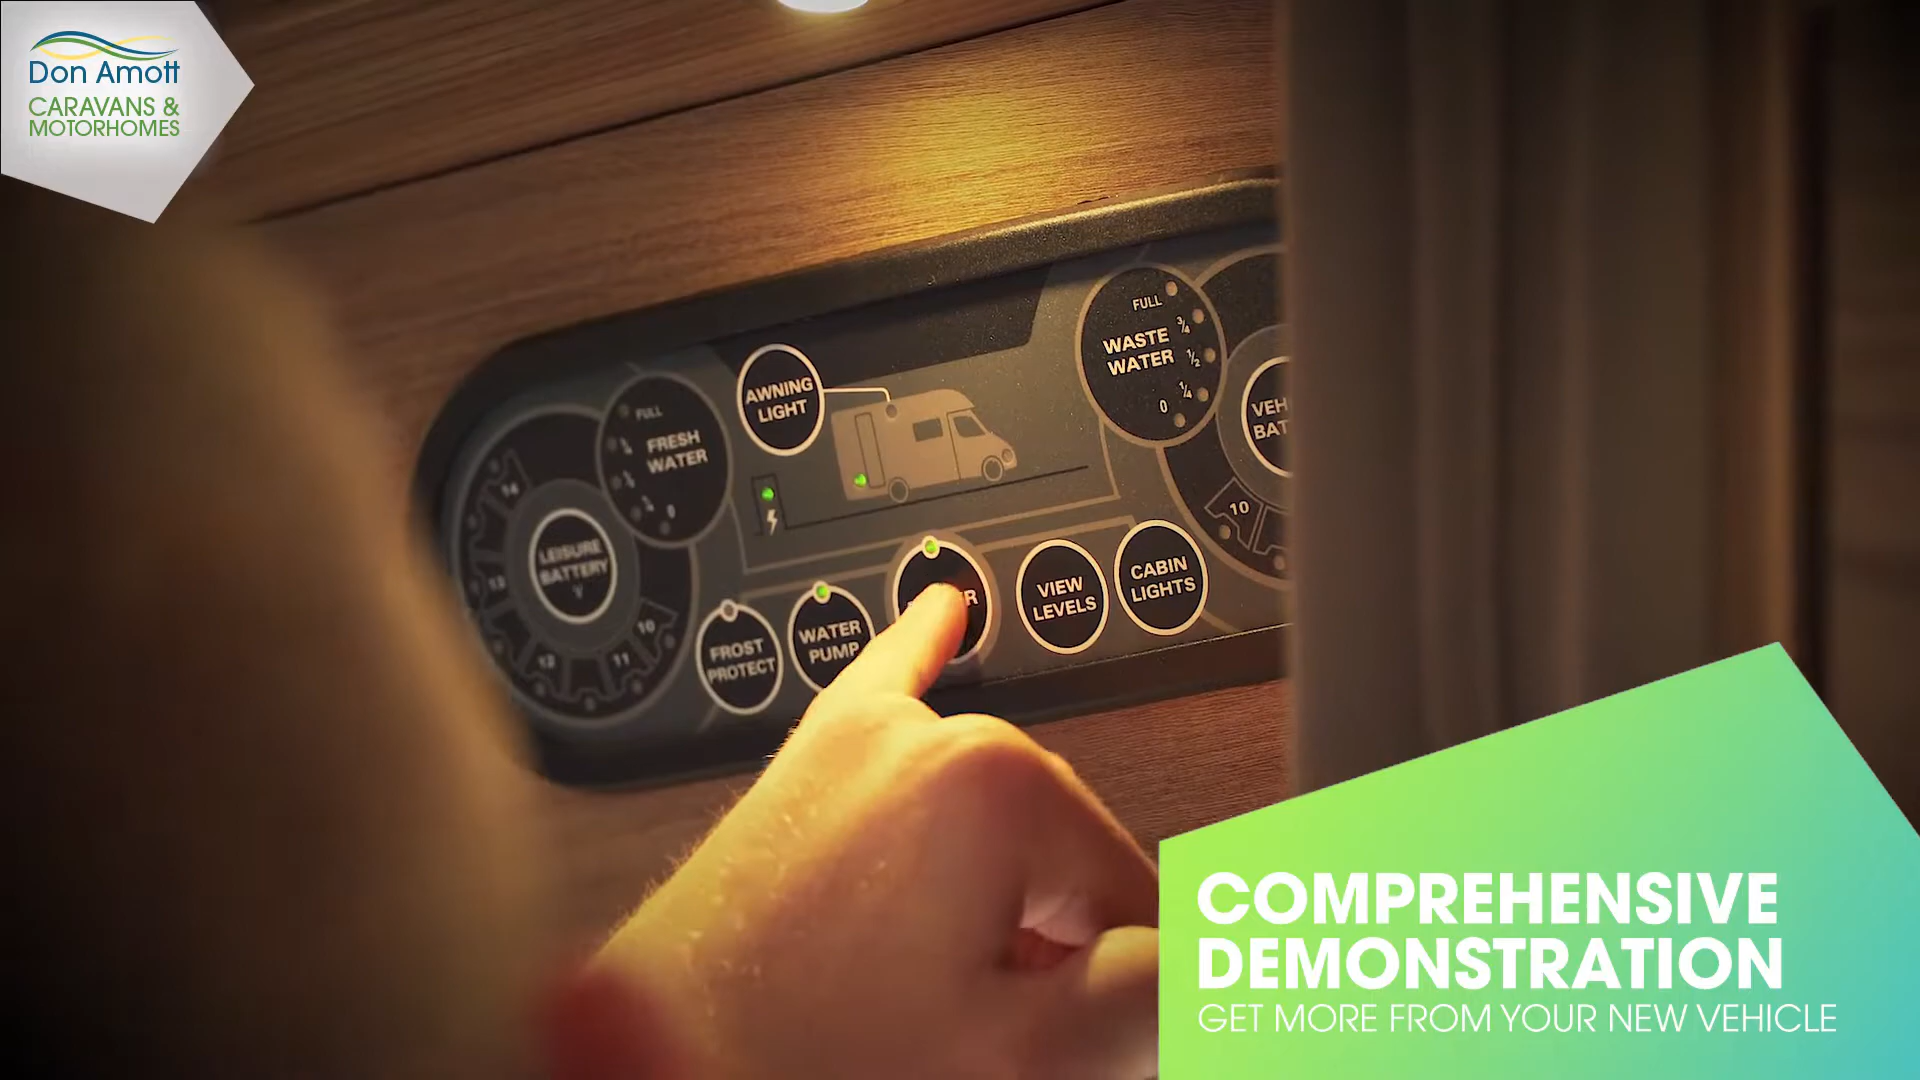 Don Amott
CARAVANS &
MOTORHOMES
FULL
FRESH
WATER
0
AWNING
LIGHT
FULL
3/4
WASTE
WATER
1/2
1/4
0
14
13
12
11
10
LEISURE
BATTERY
V
FROST
PROTECT
WATER
PUMP
VIEW
LEVELS
CABIN
LIGHTS
10
COMPREHENSIVE
DEMONSTRATION
GET MORE FROM YOUR NEW VEHICLE